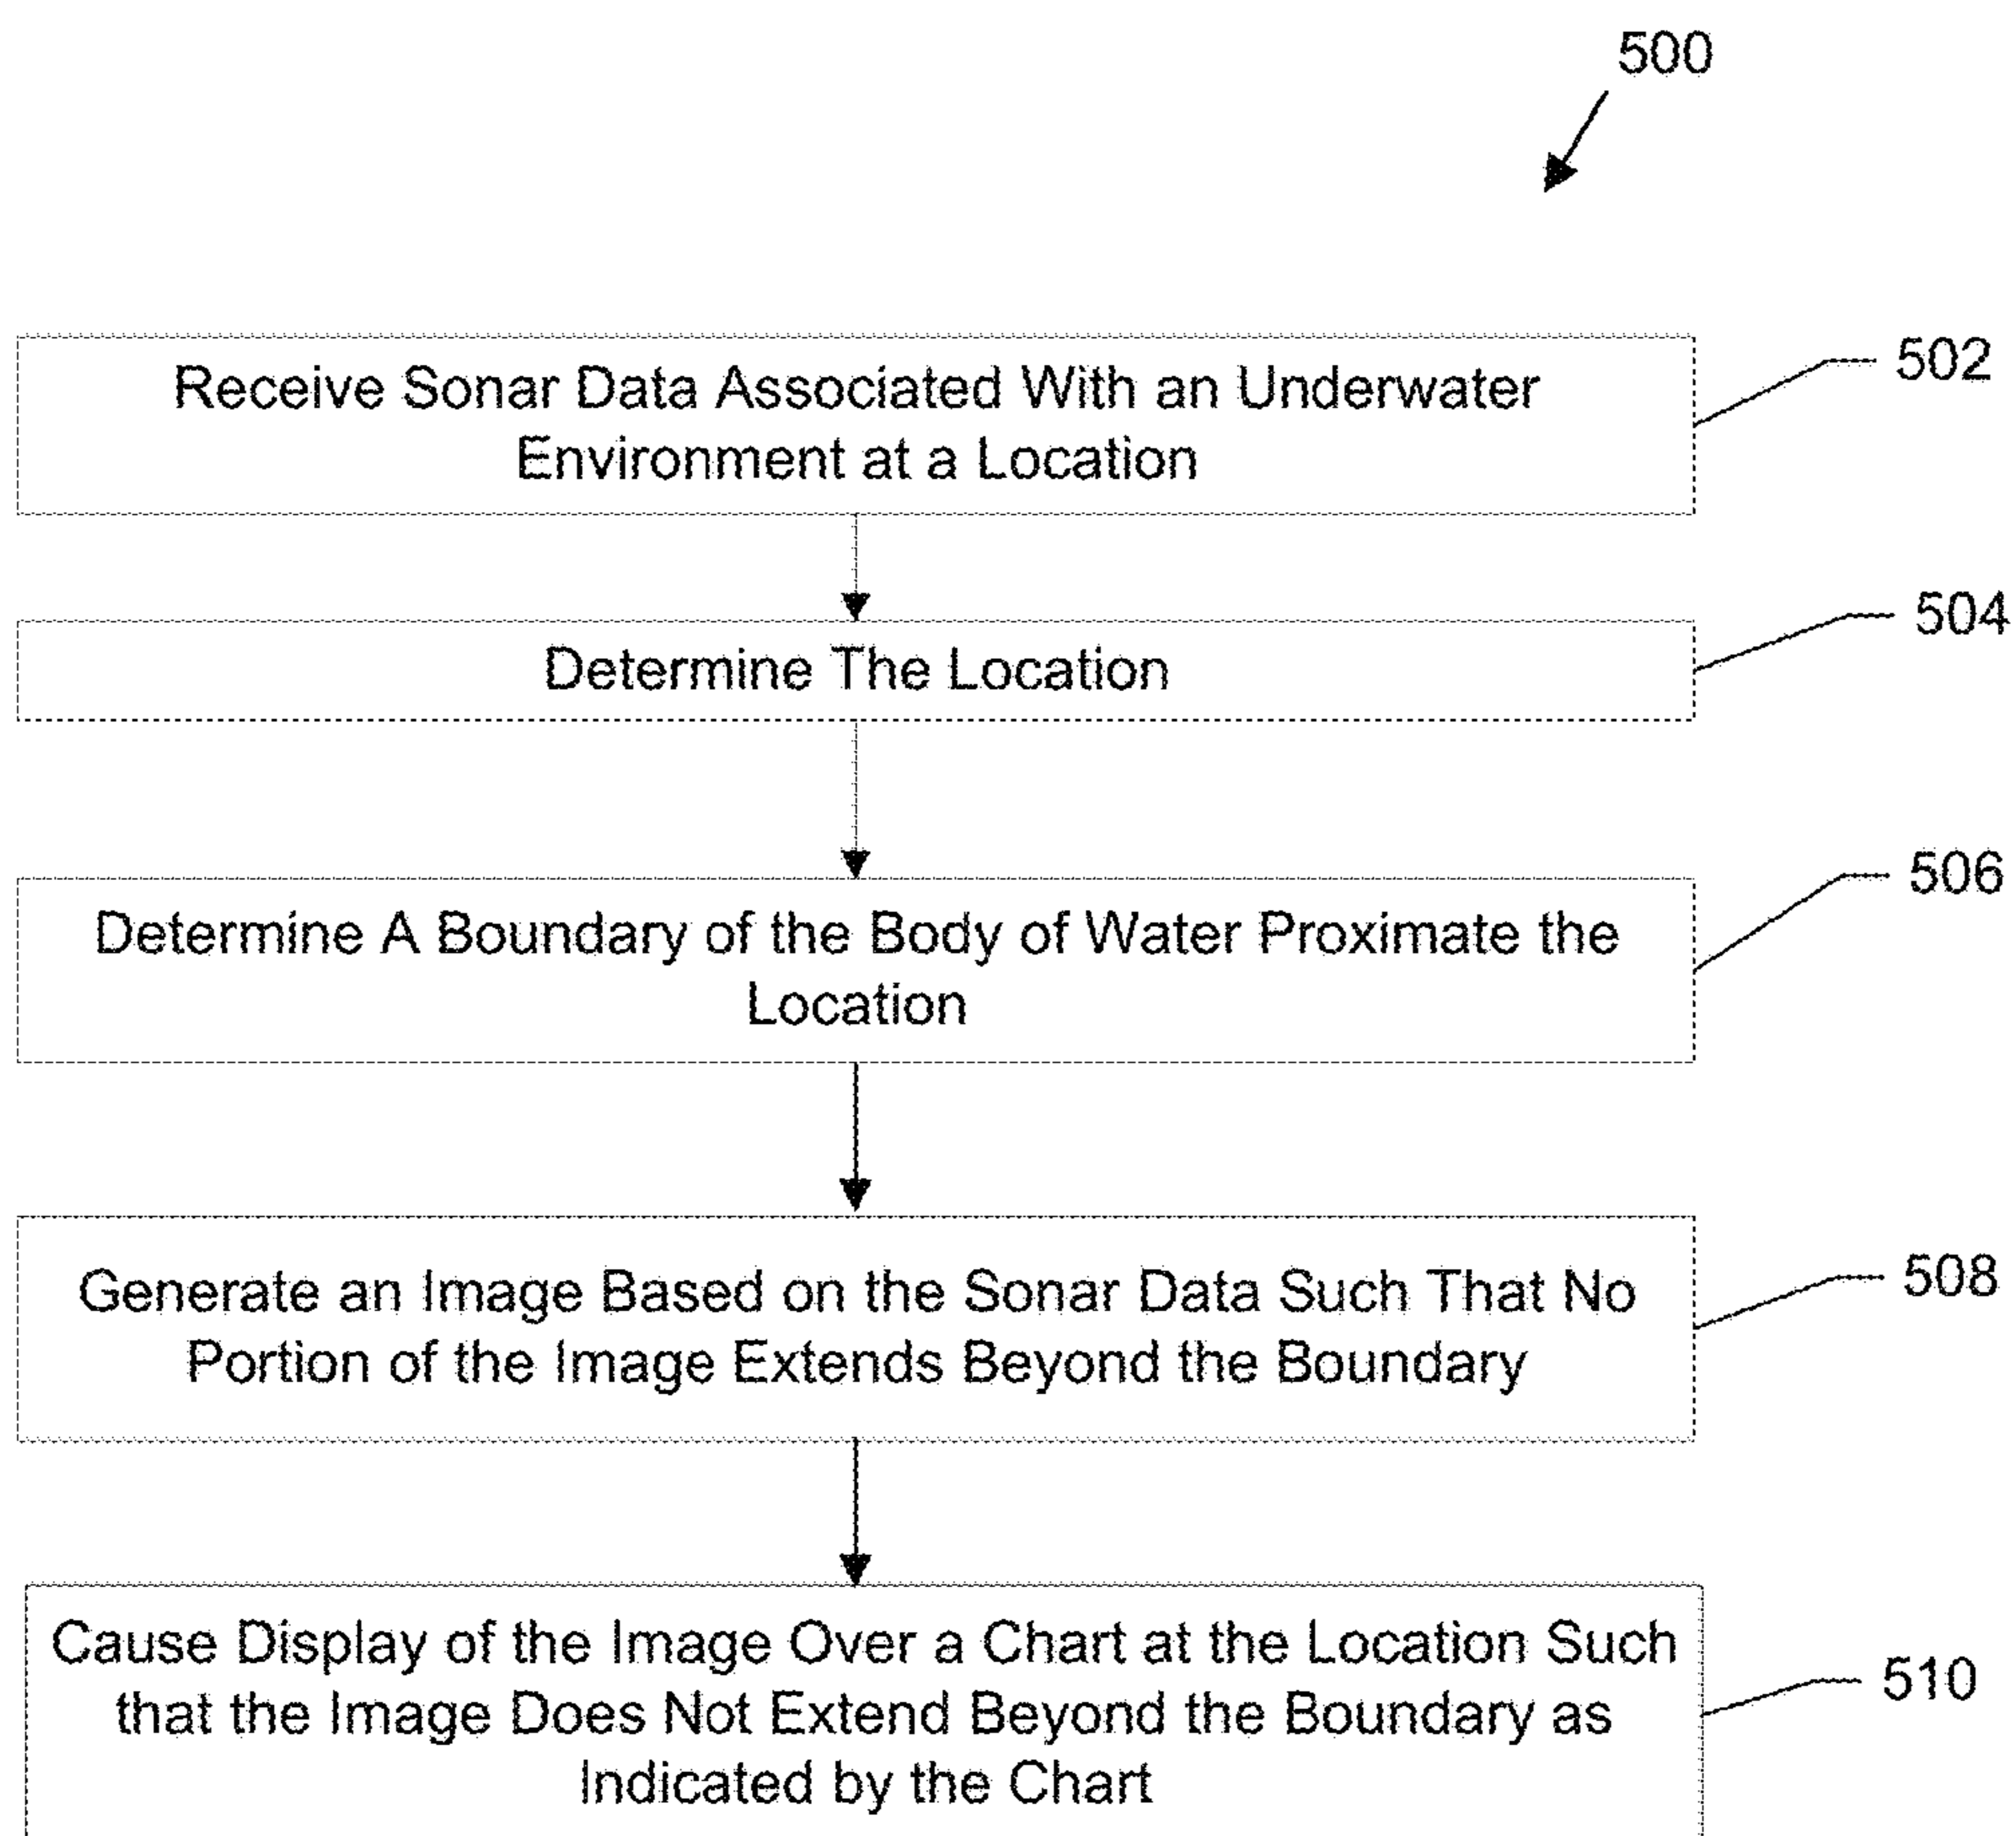 500
Receive Sonar Data Associated With an Underwater
Environment at a Location
502
Determine The Location
504
Determine A Boundary of the Body of Water Proximate the
Location
506
Generate an Image Based on the Sonar Data Such That No
Portion of the Image Extends Beyond the Boundary
508
Cause Display of the Image Over a Chart at the Location Such
that the Image Does Not Extend Beyond the Boundary as
Indicated by the Chart
510